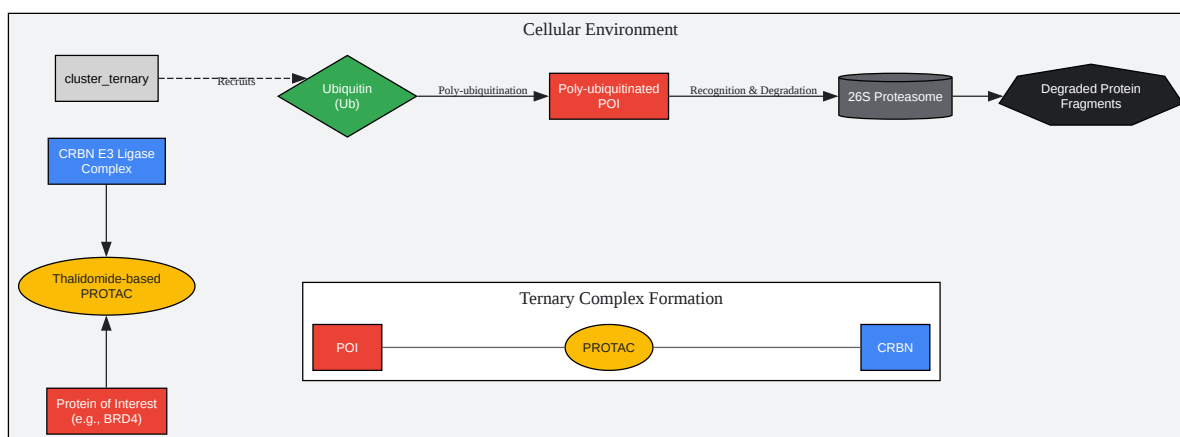 Cellular Environment
cluster_ternary
Recruits
Ubiquitin
(Ub)
Poly-ubiquitination
Poly-ubiquitinated
POI
Recognition & Degradation
26S Proteasome
Degraded Protein
Fragments
CRBN E3 Ligase
Complex
Thalidomide-based
PROTAC
Protein of Interest
(e.g., BRD4)
Ternary Complex Formation
POI
PROTAC
CRBN